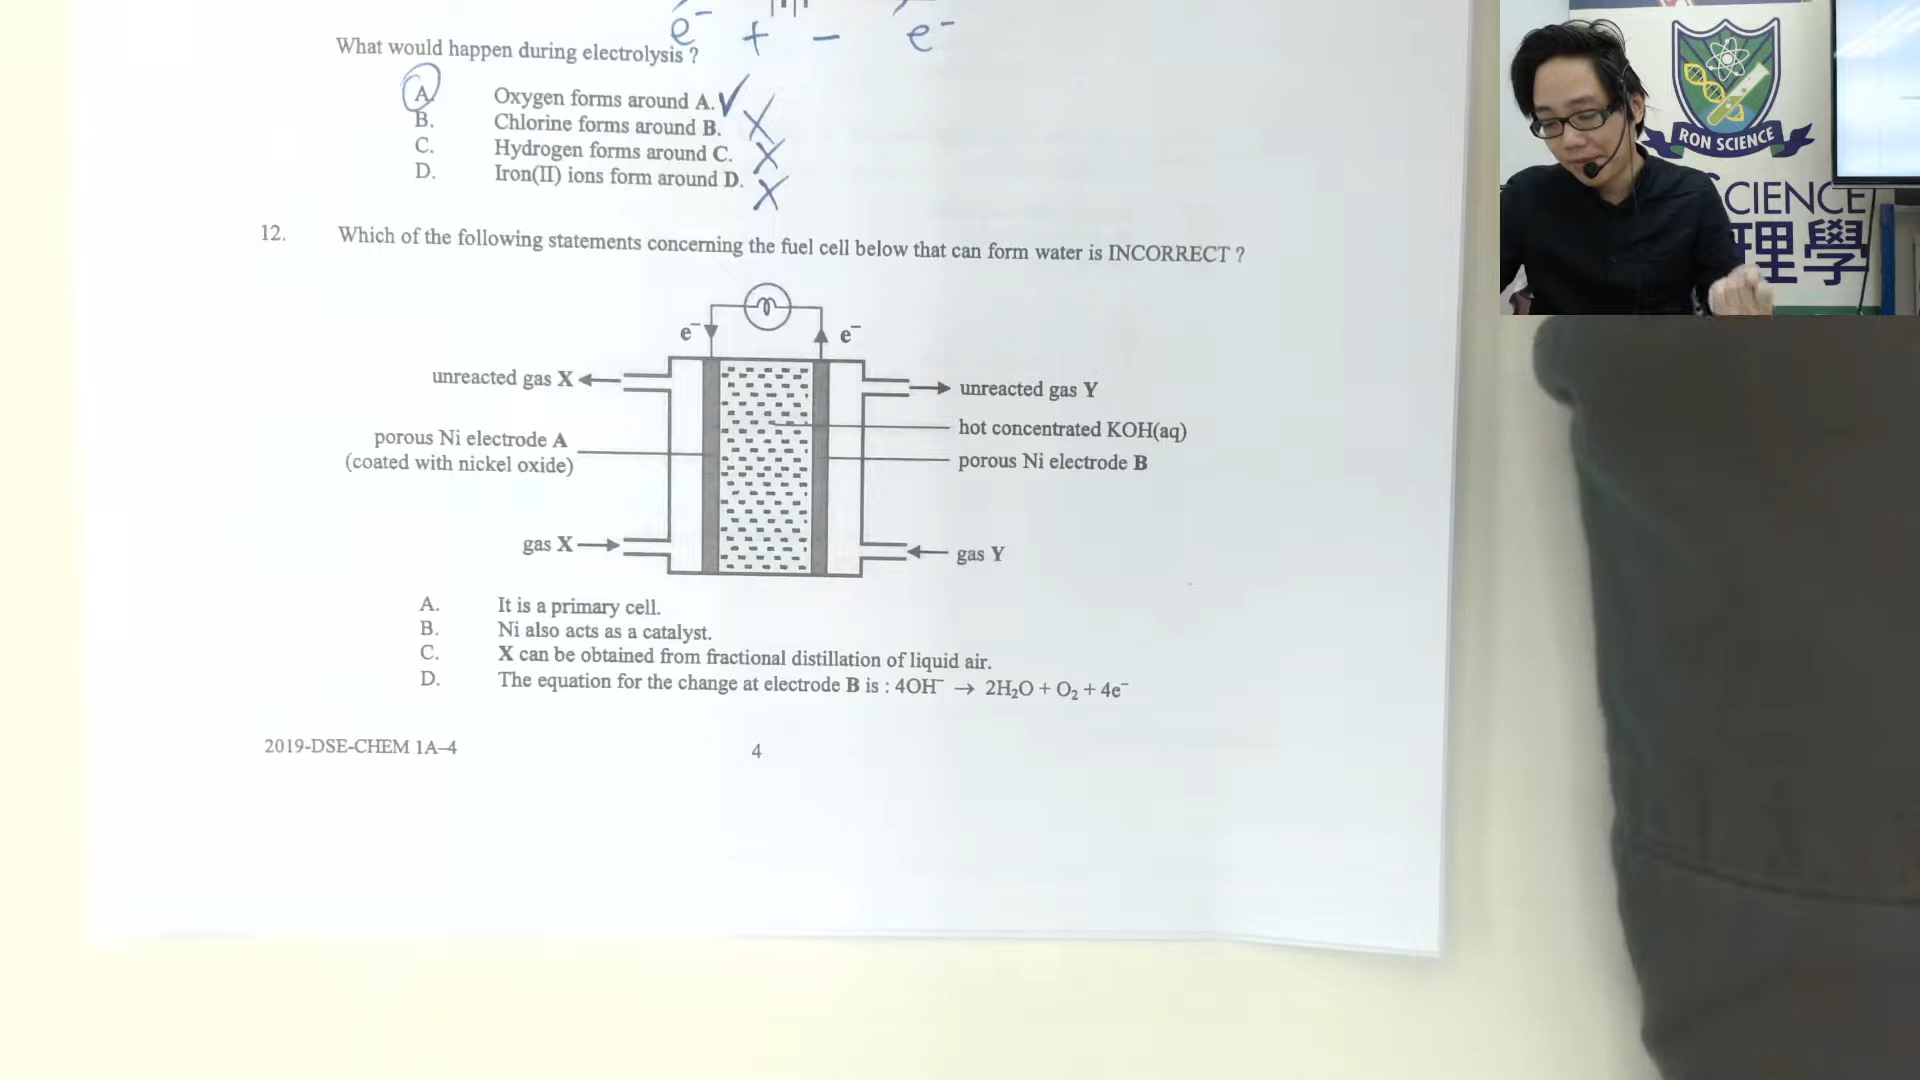 e⁻ + − e⁻
What would happen during electrolysis ?
A. Oxygen forms around A. ✓
B. Chlorine forms around B. ✗
C. Hydrogen forms around C. ✗
D. Iron(II) ions form around D. ✗
12. Which of the following statements concerning the fuel cell below that can form water is INCORRECT ?
e⁻ e⁻
unreacted gas X
unreacted gas Y
hot concentrated KOH(aq)
porous Ni electrode A
(coated with nickel oxide)
porous Ni electrode B
gas X
gas Y
A. It is a primary cell.
B. Ni also acts as a catalyst.
C. X can be obtained from fractional distillation of liquid air.
D. The equation for the change at electrode B is : 4OH⁻ → 2H₂O + O₂ + 4e⁻
2019-DSE-CHEM 1A–4
4
RON SCIENCE
SCIENCE
理學